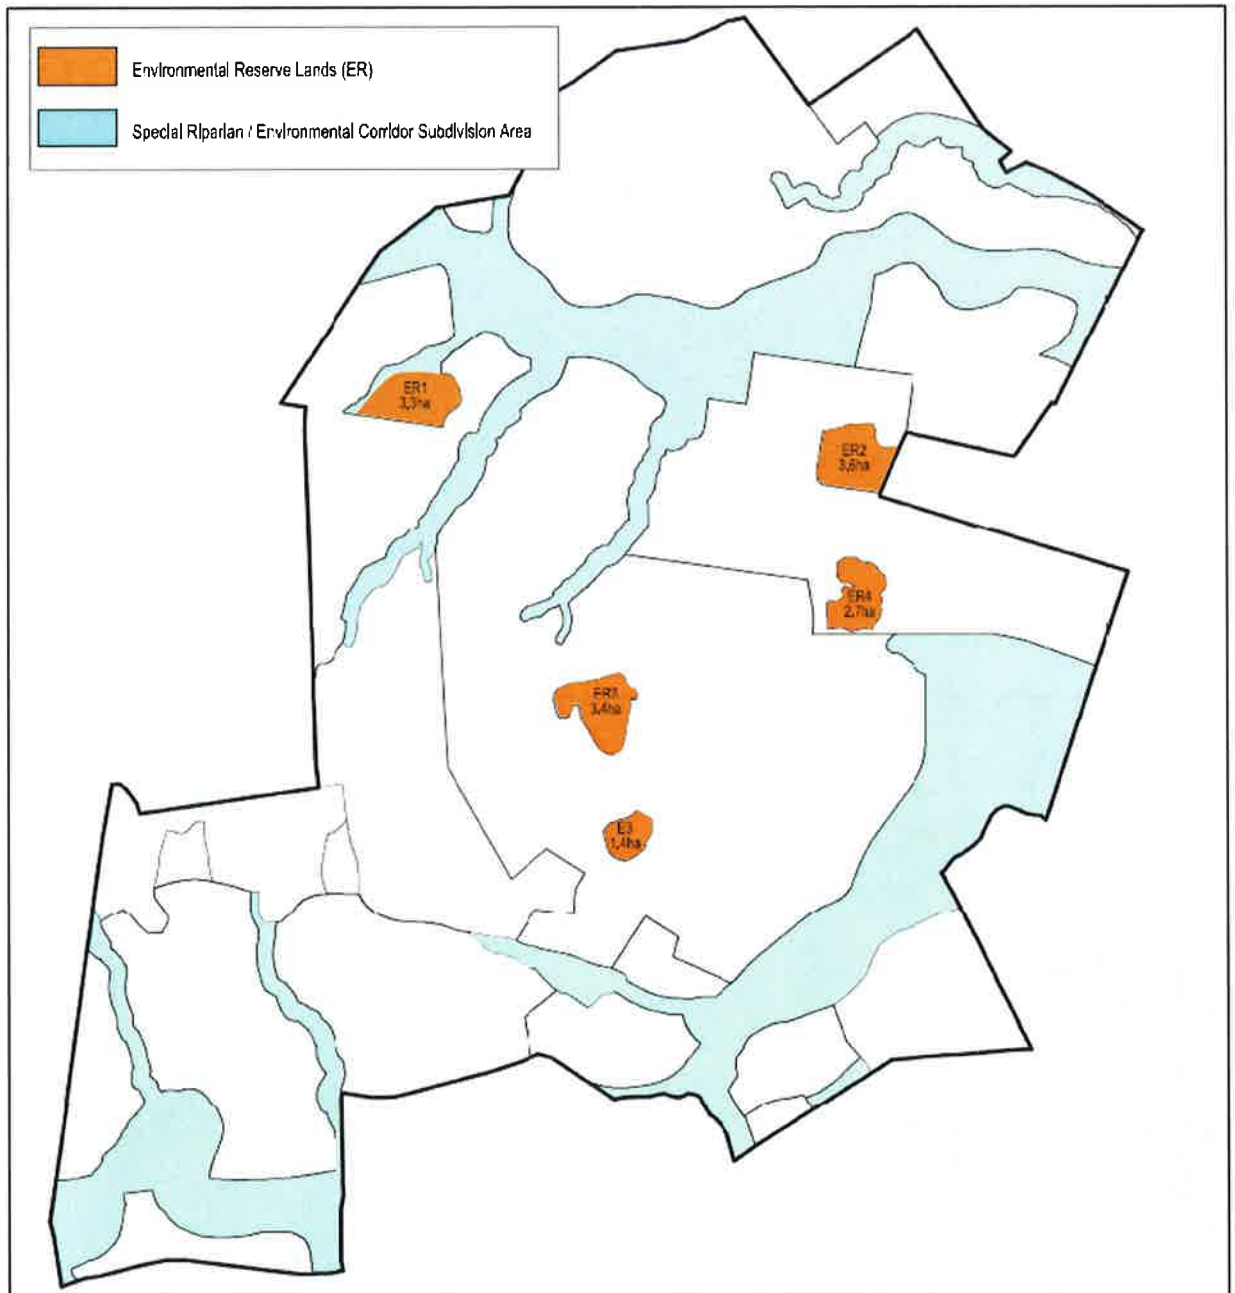 Environmental Reserve Lands (ER)
Special Riparian / Environmental Corridor Subdivision Area
ER1
3.3ha
ER2
3.6ha
ER4
2.7ha
ER3
3.4ha
E3
1.4ha